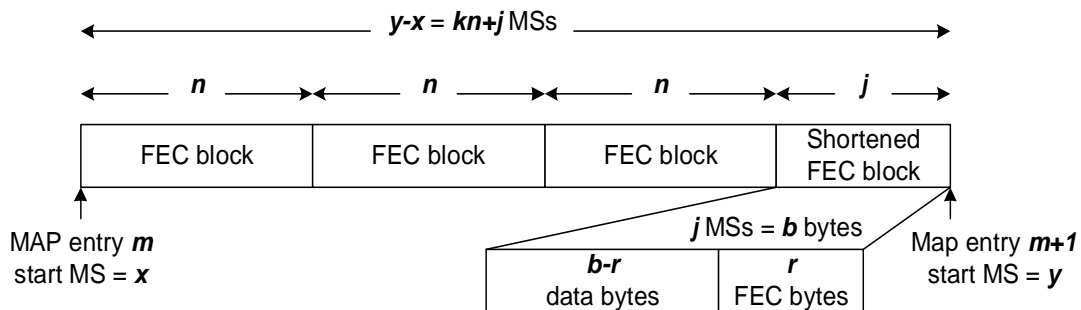 y-x = kn+j MSs
n
n
n
j
FEC block
FEC block
FEC block
Shortened
FEC block
MAP entry m
start MS = x
j MSs = b bytes
Map entry m+1
start MS = y
b-r
data bytes
r
FEC bytes